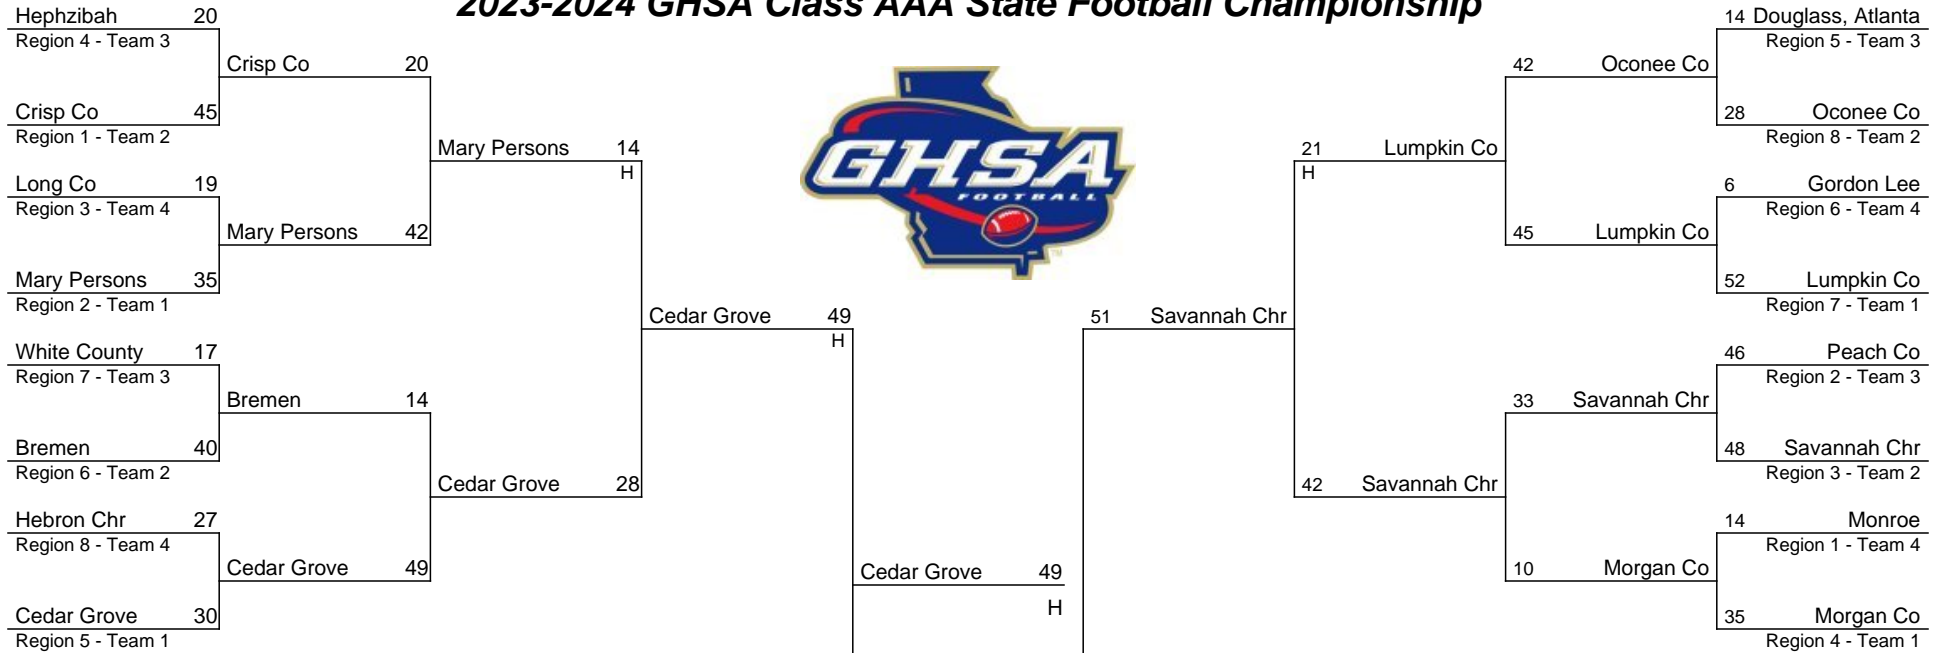 2023-2024 GHSA Class AAA State Football Championship
Hephzibah 20
Region 4 - Team 3
Crisp Co 20
Crisp Co 45
Region 1 - Team 2
Mary Persons 14
H
Long Co 19
Region 3 - Team 4
Mary Persons 42
Mary Persons 35
Region 2 - Team 1
Cedar Grove 49
H
White County 17
Region 7 - Team 3
Bremen 14
Bremen 40
Region 6 - Team 2
Cedar Grove 28
Hebron Chr 27
Region 8 - Team 4
Cedar Grove 49
Cedar Grove 30
Region 5 - Team 1
Cedar Grove 49
H
GHSA
FOOTBALL
TM
14 Douglass, Atlanta
Region 5 - Team 3
42 Oconee Co
28 Oconee Co
Region 8 - Team 2
21 Lumpkin Co
H
6 Gordon Lee
Region 6 - Team 4
45 Lumpkin Co
52 Lumpkin Co
Region 7 - Team 1
51 Savannah Chr
46 Peach Co
Region 2 - Team 3
33 Savannah Chr
48 Savannah Chr
Region 3 - Team 2
42 Savannah Chr
14 Monroe
Region 1 - Team 4
10 Morgan Co
35 Morgan Co
Region 4 - Team 1